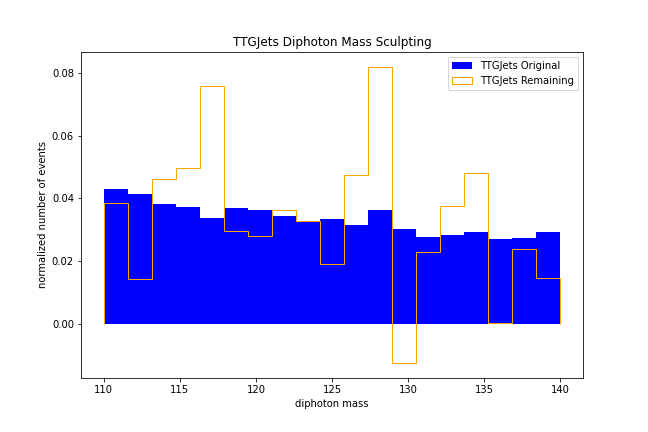 TTGJets Diphoton Mass Sculpting
TTGJets Original
TTGJets Remaining
normalized number of events
0.08
0.06
0.04
0.02
0.00
110
115
120
125
130
135
140
diphoton mass